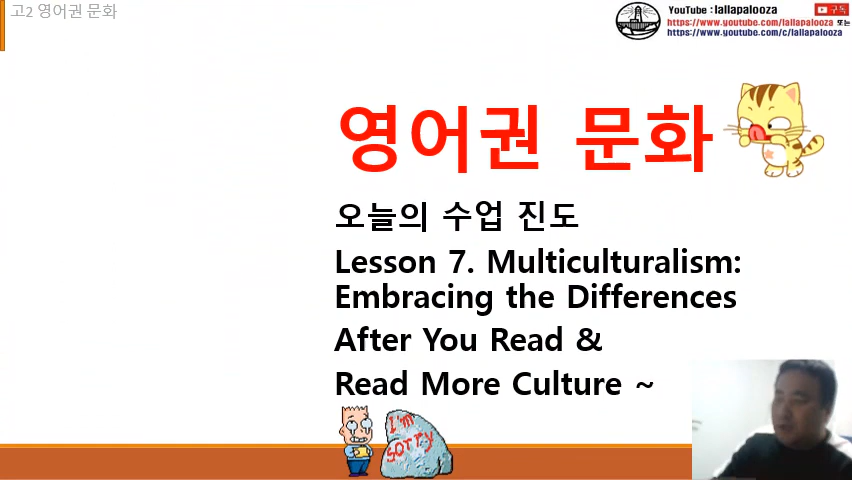 고2 영어권 문화
YouTube : lallapalooza
구독
https://www.youtube.com/lallapalooza 또는
https://www.youtube.com/c/lallapalooza
영어권 문화
오늘의 수업 진도
Lesson 7. Multiculturalism:
Embracing the Differences
After You Read &
Read More Culture ~
I'm
sorry